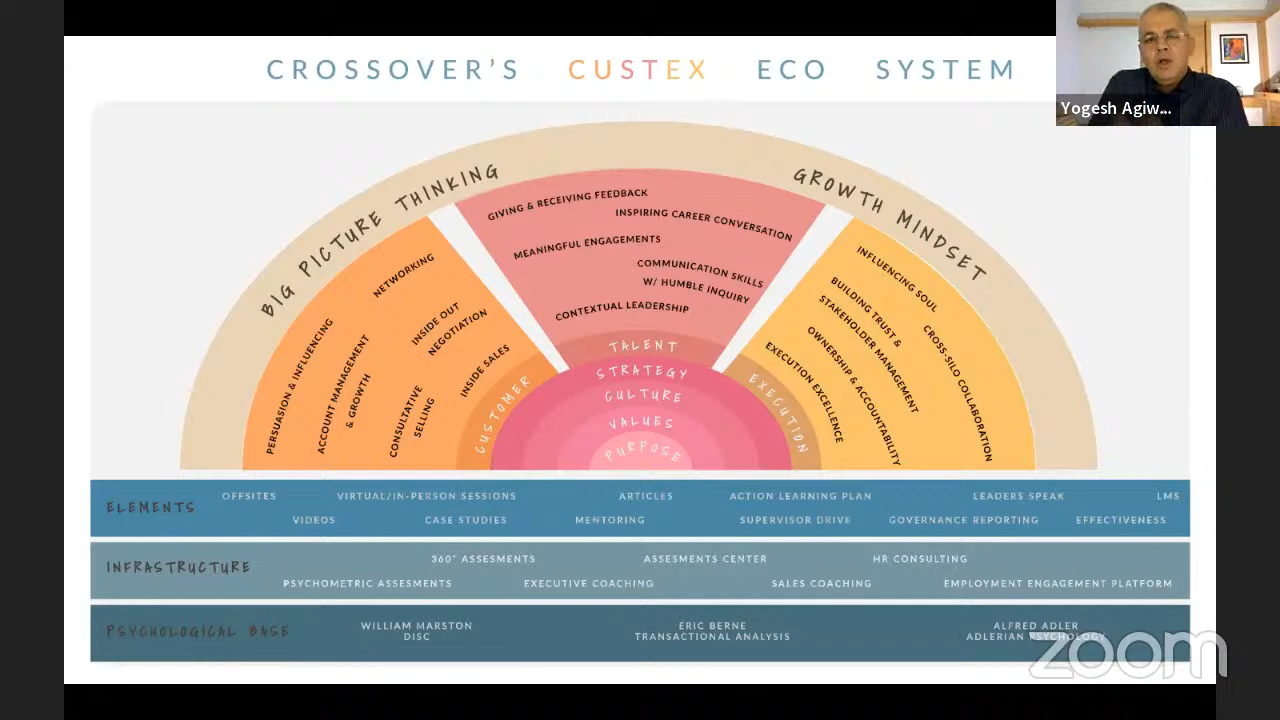 CROSSOVER'S CUSTEX ECO SYSTEM
Yogesh Agiw...
BIG PICTURE THINKING
GROWTH MINDSET
NETWORKING
INSIDE OUT
NEGOTIATION
PERSUASION & INFLUENCING
ACCOUNT MANAGEMENT
& GROWTH
CONSULTATIVE
SELLING
INSIDE SALES
CUSTOMER
GIVING & RECEIVING FEEDBACK
INSPIRING CAREER CONVERSATION
MEANINGFUL ENGAGEMENTS
COMMUNICATION SKILLS
W/ HUMBLE INQUIRY
CONTEXTUAL LEADERSHIP
TALENT
STRATEGY
CULTURE
VALUES
PURPOSE
INFLUENCING SOUL
BUILDING TRUST &
STAKEHOLDER MANAGEMENT
CROSS-SILO COLLABORATION
OWNERSHIP & ACCOUNTABILITY
EXECUTION EXCELLENCE
EXECUTION
ELEMENTS
OFFSITES VIRTUAL/IN-PERSON SESSIONS ARTICLES ACTION LEARNING PLAN LEADERS SPEAK LMS
VIDEOS CASE STUDIES MENTORING SUPERVISOR DRIVE GOVERNANCE REPORTING EFFECTIVENESS
INFRASTRUCTURE
360° ASSESMENTS ASSESMENTS CENTER HR CONSULTING
PSYCHOMETRIC ASSESMENTS EXECUTIVE COACHING SALES COACHING EMPLOYMENT ENGAGEMENT PLATFORM
PSYCHOLOGICAL BASE
WILLIAM MARSTON
DISC
ERIC BERNE
TRANSACTIONAL ANALYSIS
ALFRED ADLER
ADLERIAN PSYCHOLOGY
zoom